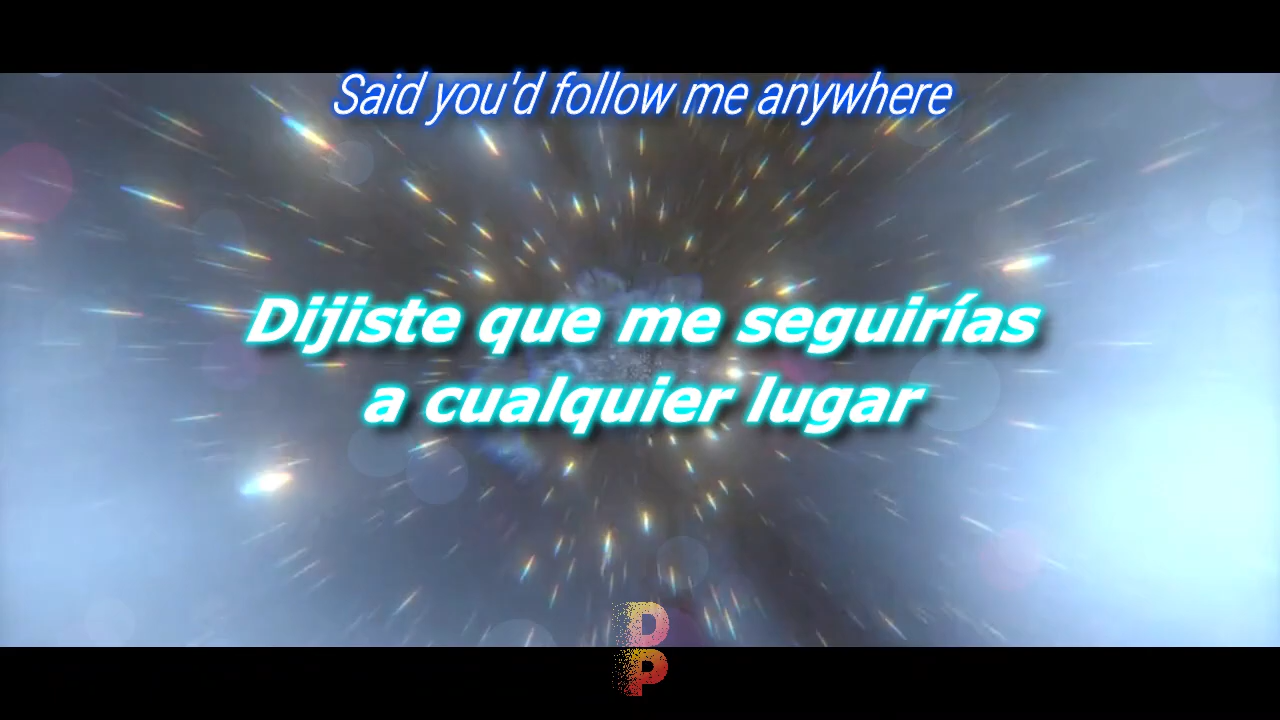 Said you'd follow me anywhere
Dijiste que me seguirías
a cualquier lugar
D
P